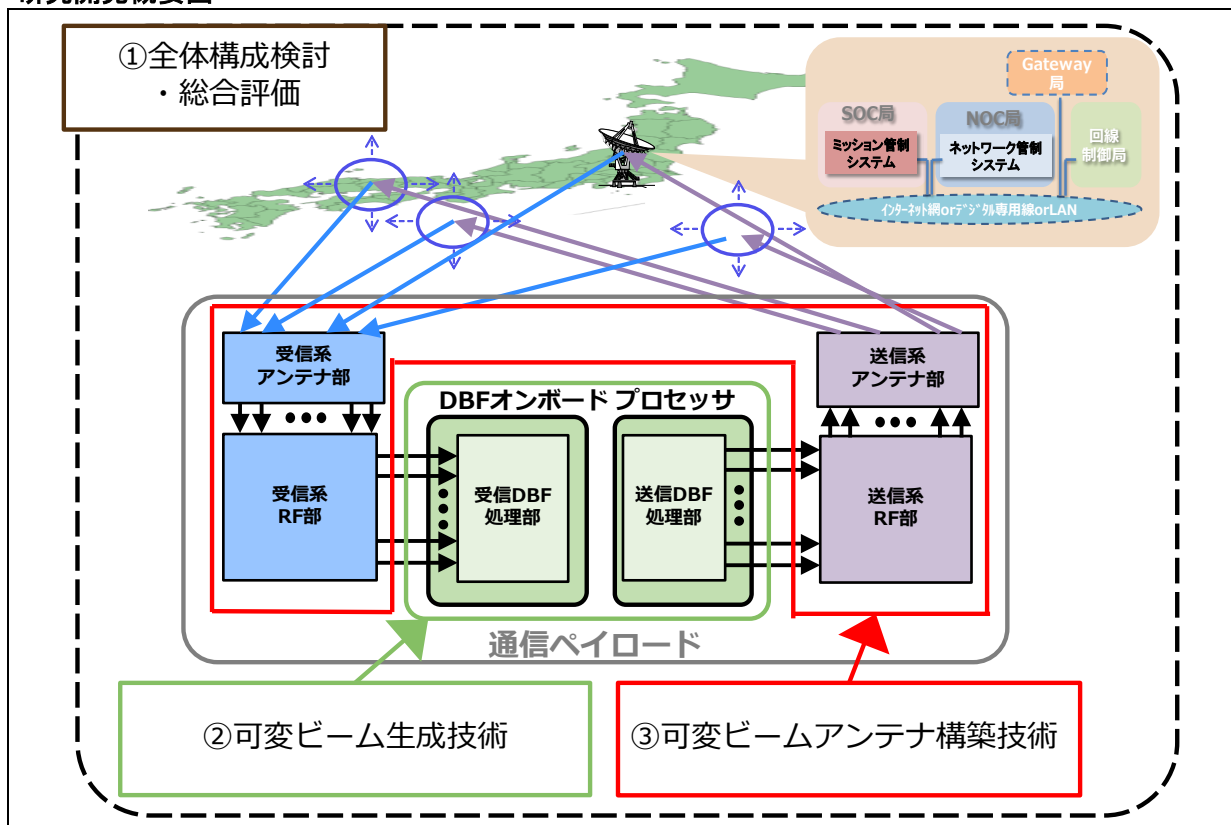 ①全体構成検討
・総合評価
Gateway
局
SOC局
NOC局
ミッション管制
システム
ネットワーク管制
システム
回線
制御局
インターネット網orデジタル専用線orLAN
受信系
アンテナ部
送信系
アンテナ部
DBFオンボード プロセッサ
受信系
RF部
受信DBF
処理部
送信DBF
処理部
送信系
RF部
通信ペイロード
②可変ビーム生成技術
③可変ビームアンテナ構築技術